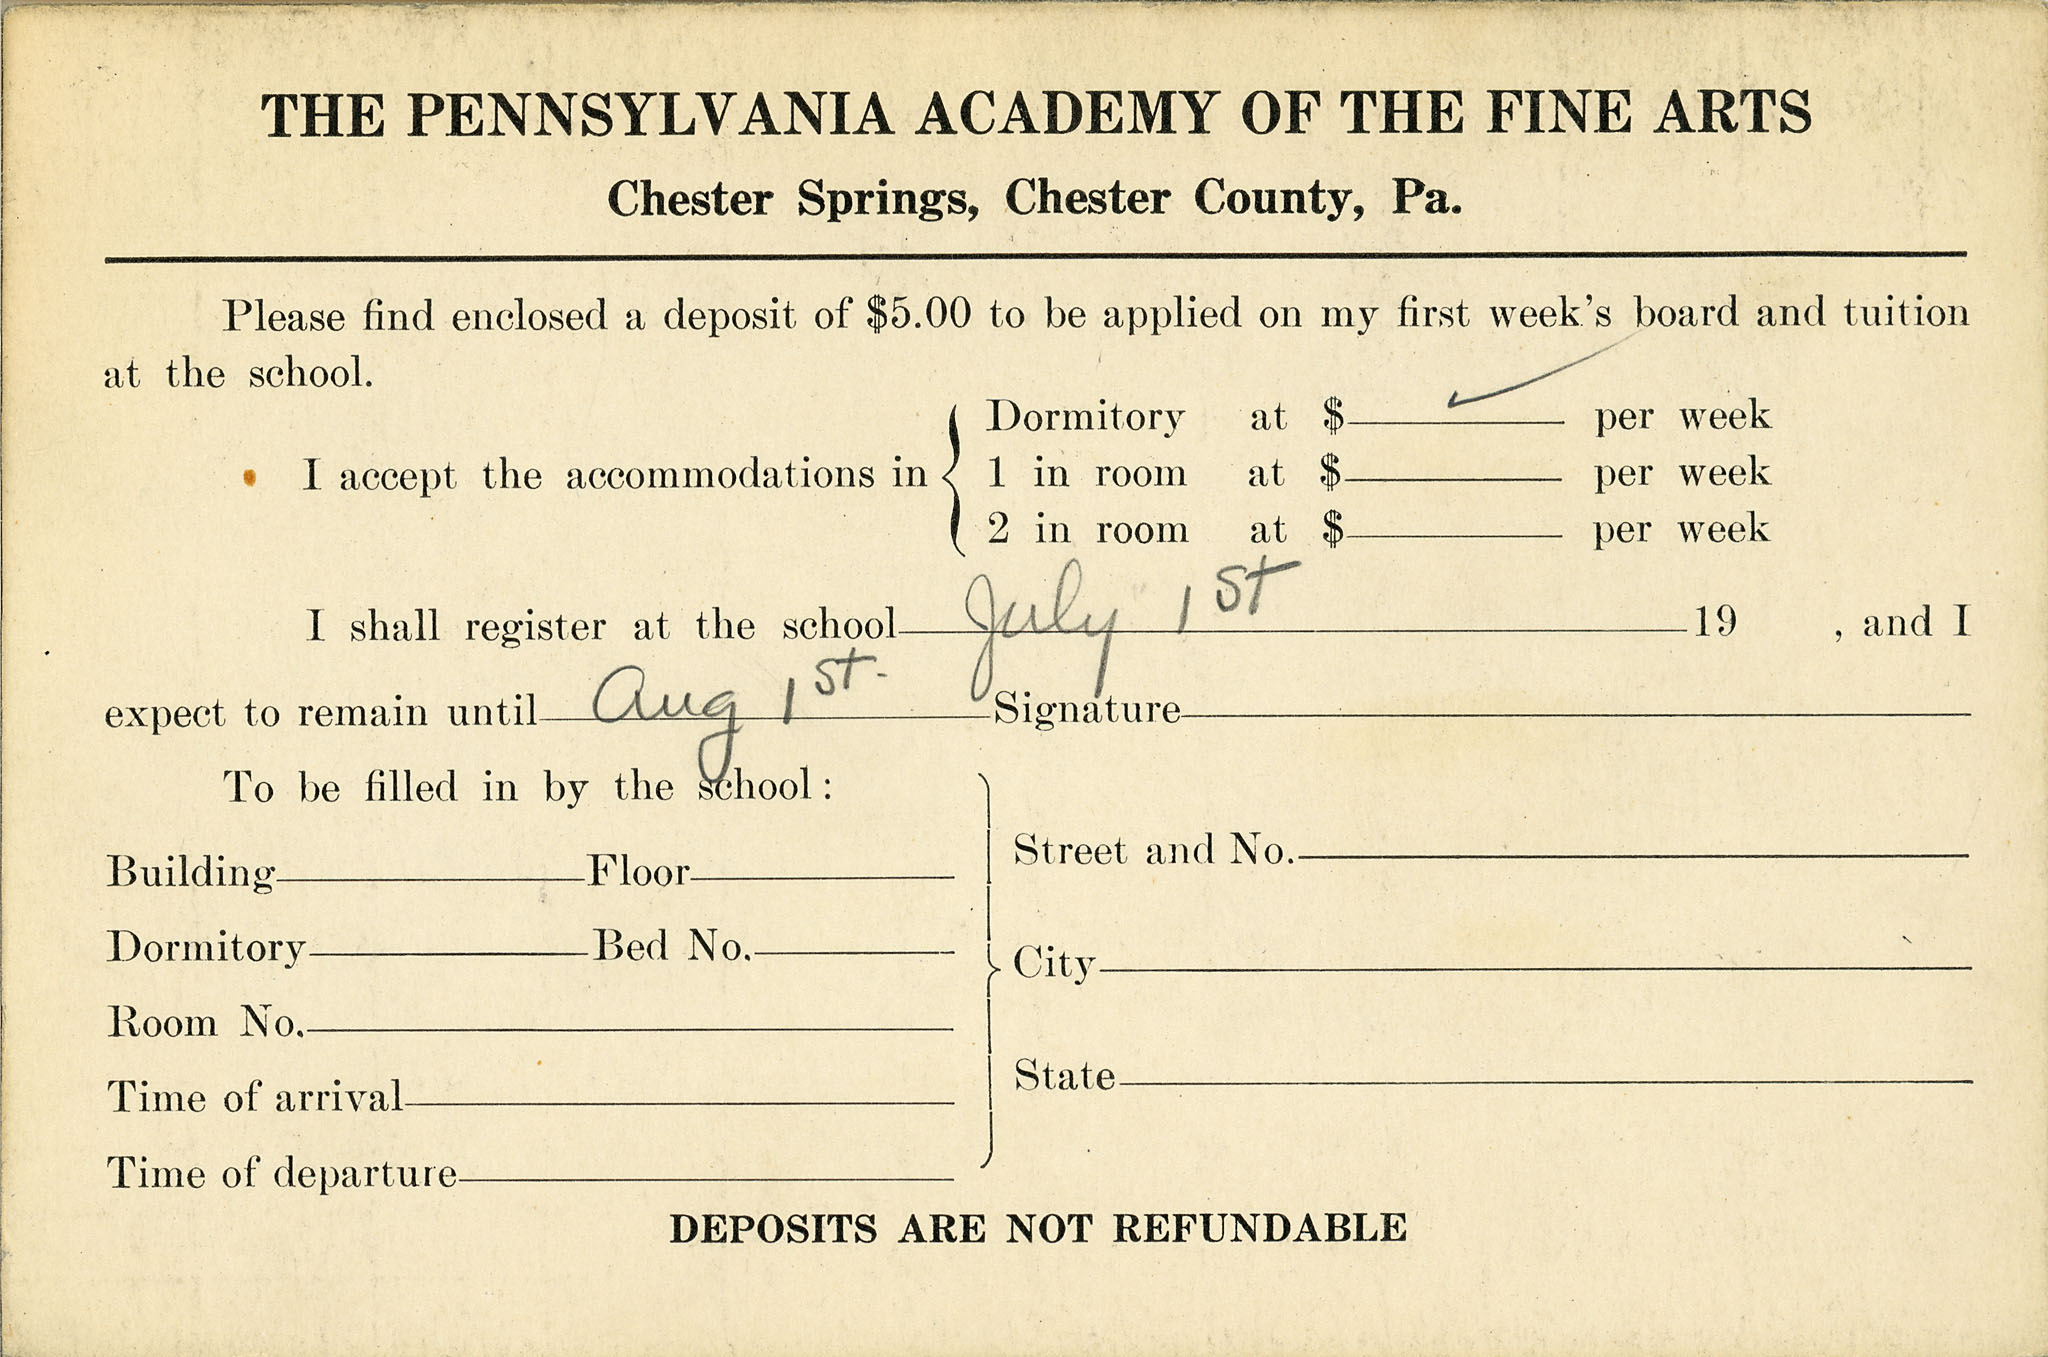 THE PENNSYLVANIA ACADEMY OF THE FINE ARTS
Chester Springs, Chester County, Pa.
Please find enclosed a deposit of $5.00 to be applied on my first week's board and tuition
at the school.
Dormitory at $ ✓ per week
I accept the accommodations in { 1 in room at $ per week
2 in room at $ per week
I shall register at the school July 1st 19 , and I
expect to remain until Aug 1st. Signature
To be filled in by the school:
Building Floor
Dormitory Bed No.
Room No.
Time of arrival
Time of departure
Street and No.
City
State
DEPOSITS ARE NOT REFUNDABLE